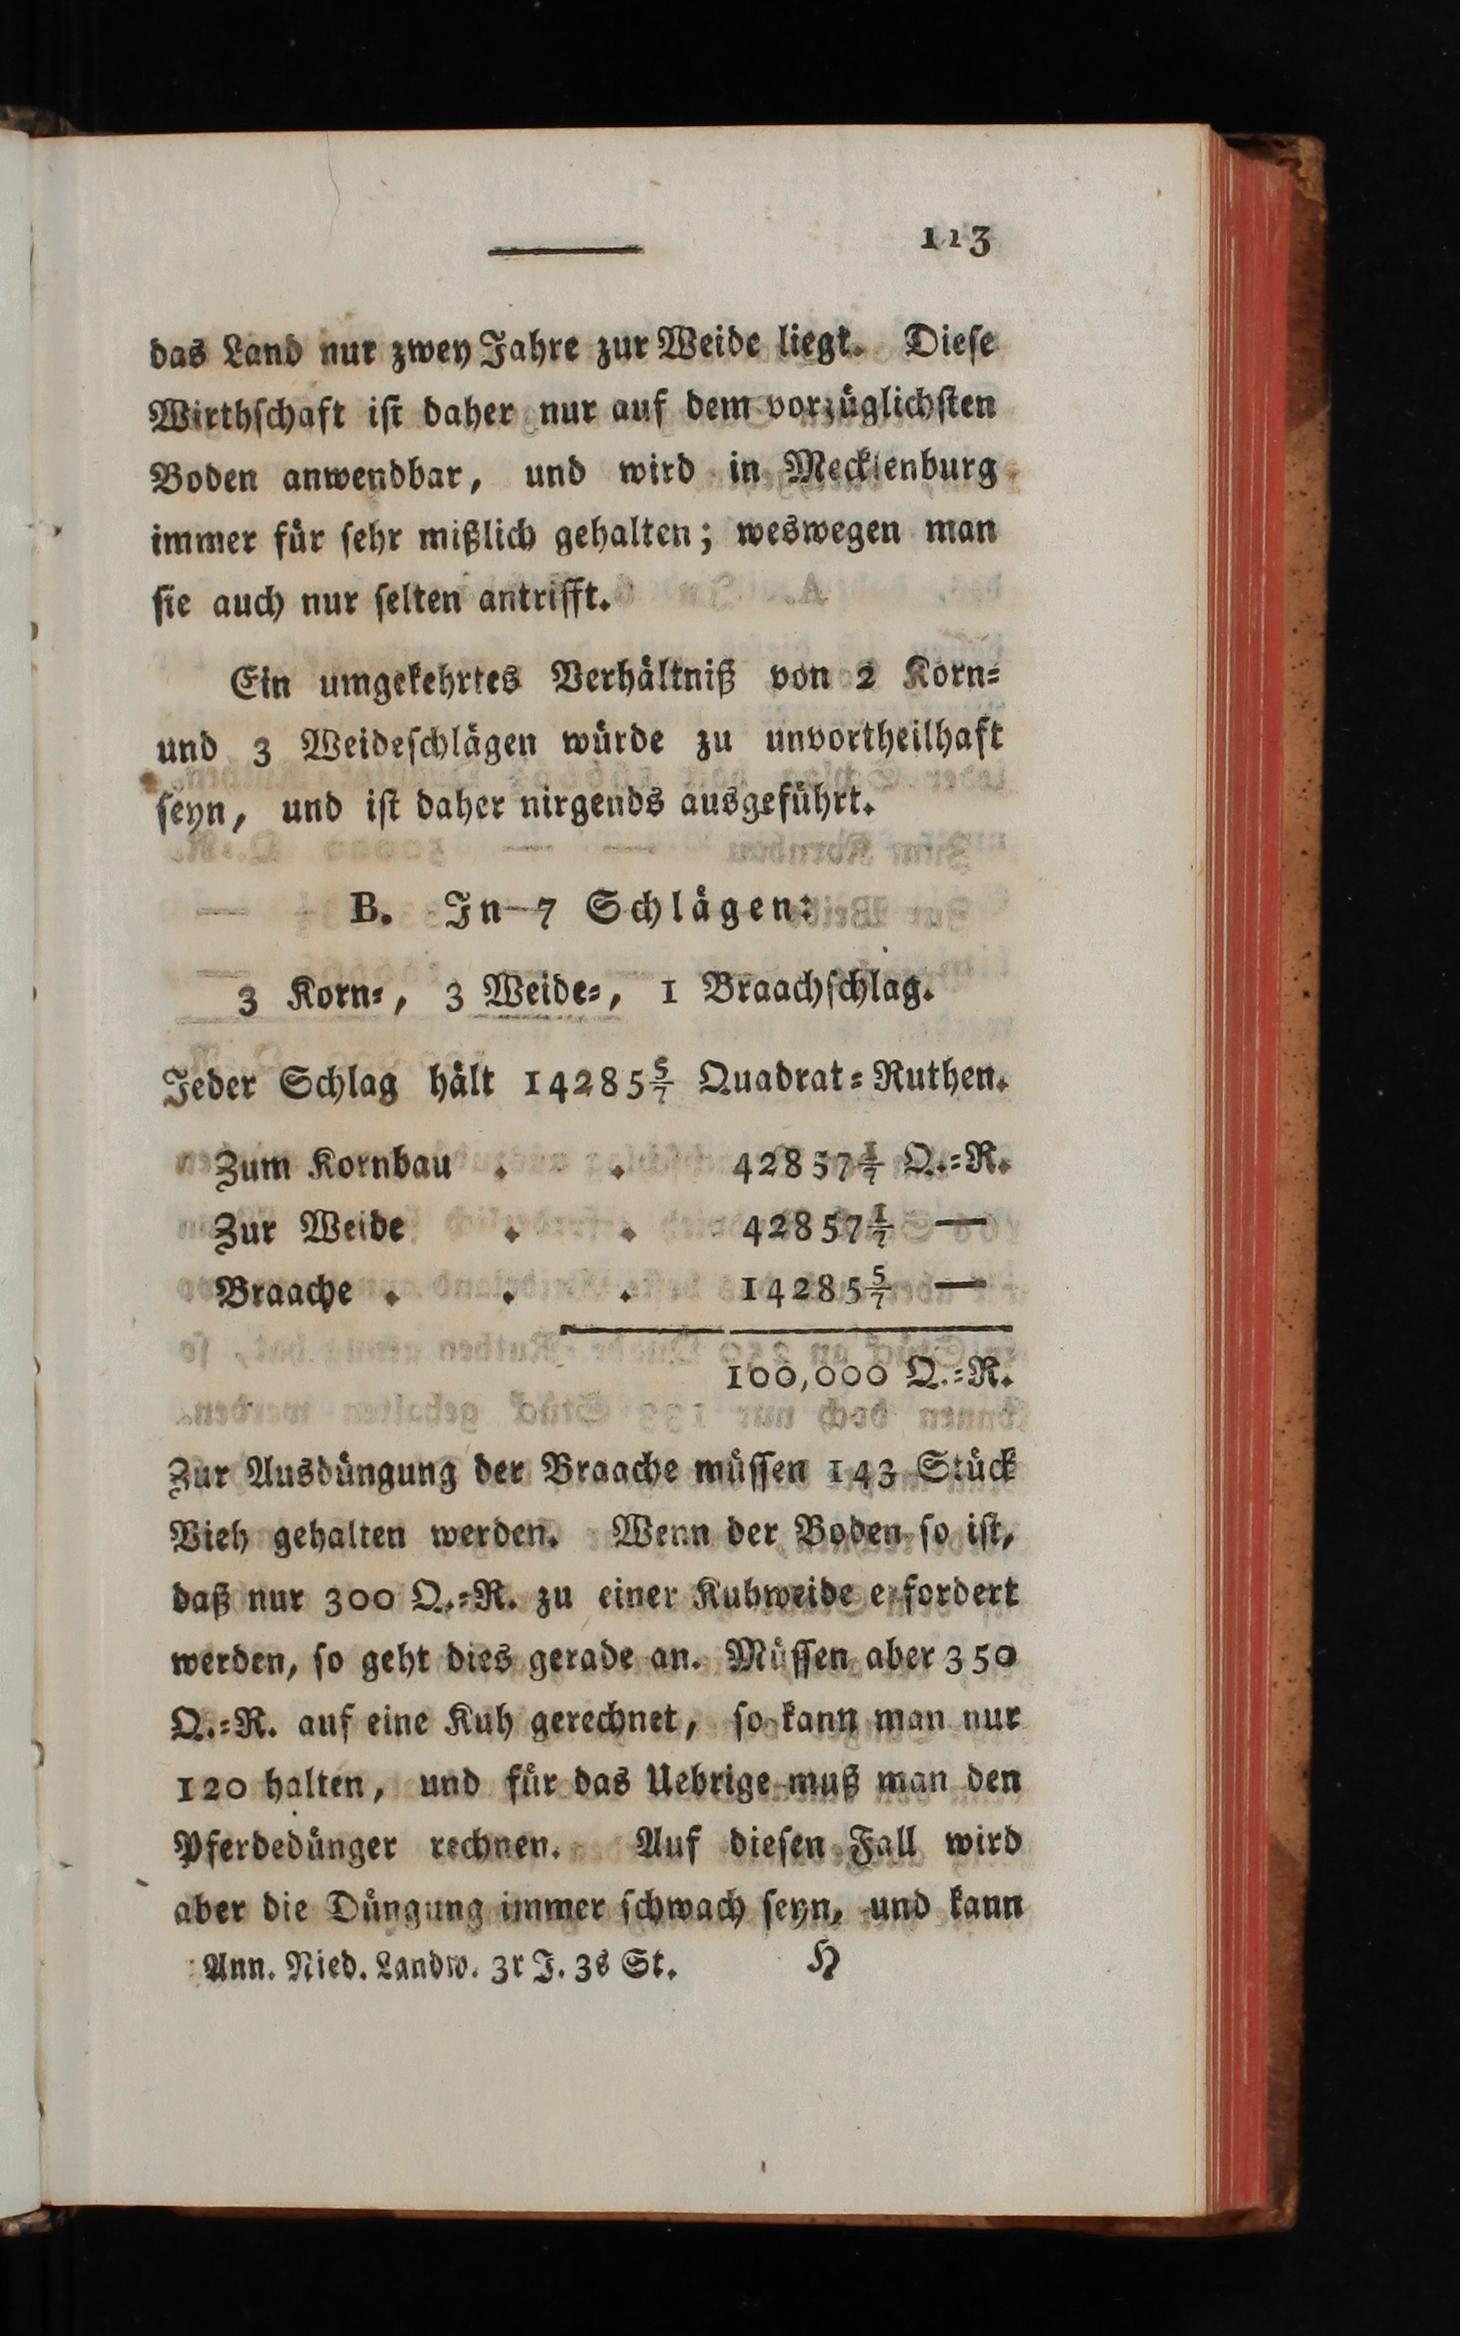 113
das Land nur zwey Jahre zur Weide liegt. Diese
Wirthschaft ist daher nur auf dem vorzüglichsten
Boden anwendbar, und wird in Mecklenburg
immer für sehr mißlich gehalten; weswegen man
sie auch nur selten antrifft.
Ein umgekehrtes Verhältniß von 2 Korn-
und 3 Weideschlägen würde zu unvortheilhaft
seyn, und ist daher nirgends ausgeführt.
B. In 7 Schlägen:
3 Korn-, 3 Weide-, 1 Braachschlag.
Jeder Schlag hält 14285 5/7 Quadrat-Ruthen.
Zum Kornbau . . 42857 1/7 Q.-R.
Zur Weide . . 42857 1/7 —
Braache . . . 14285 5/7 —
100,000 Q.-R.
Zur Ausdüngung der Braache müssen 143 Stück
Vieh gehalten werden. Wenn der Boden so ist,
daß nur 300 Q.-R. zu einer Kuhweide erfordert
werden, so geht dies gerade an. Müssen aber 350
Q.-R. auf eine Kuh gerechnet, so kann man nur
120 halten, und für das Uebrige muß man den
Pferdedünger rechnen. Auf diesen Fall wird
aber die Düngung immer schwach seyn, und kann
Ann. Nied. Landw. 3r J. 3s St. H